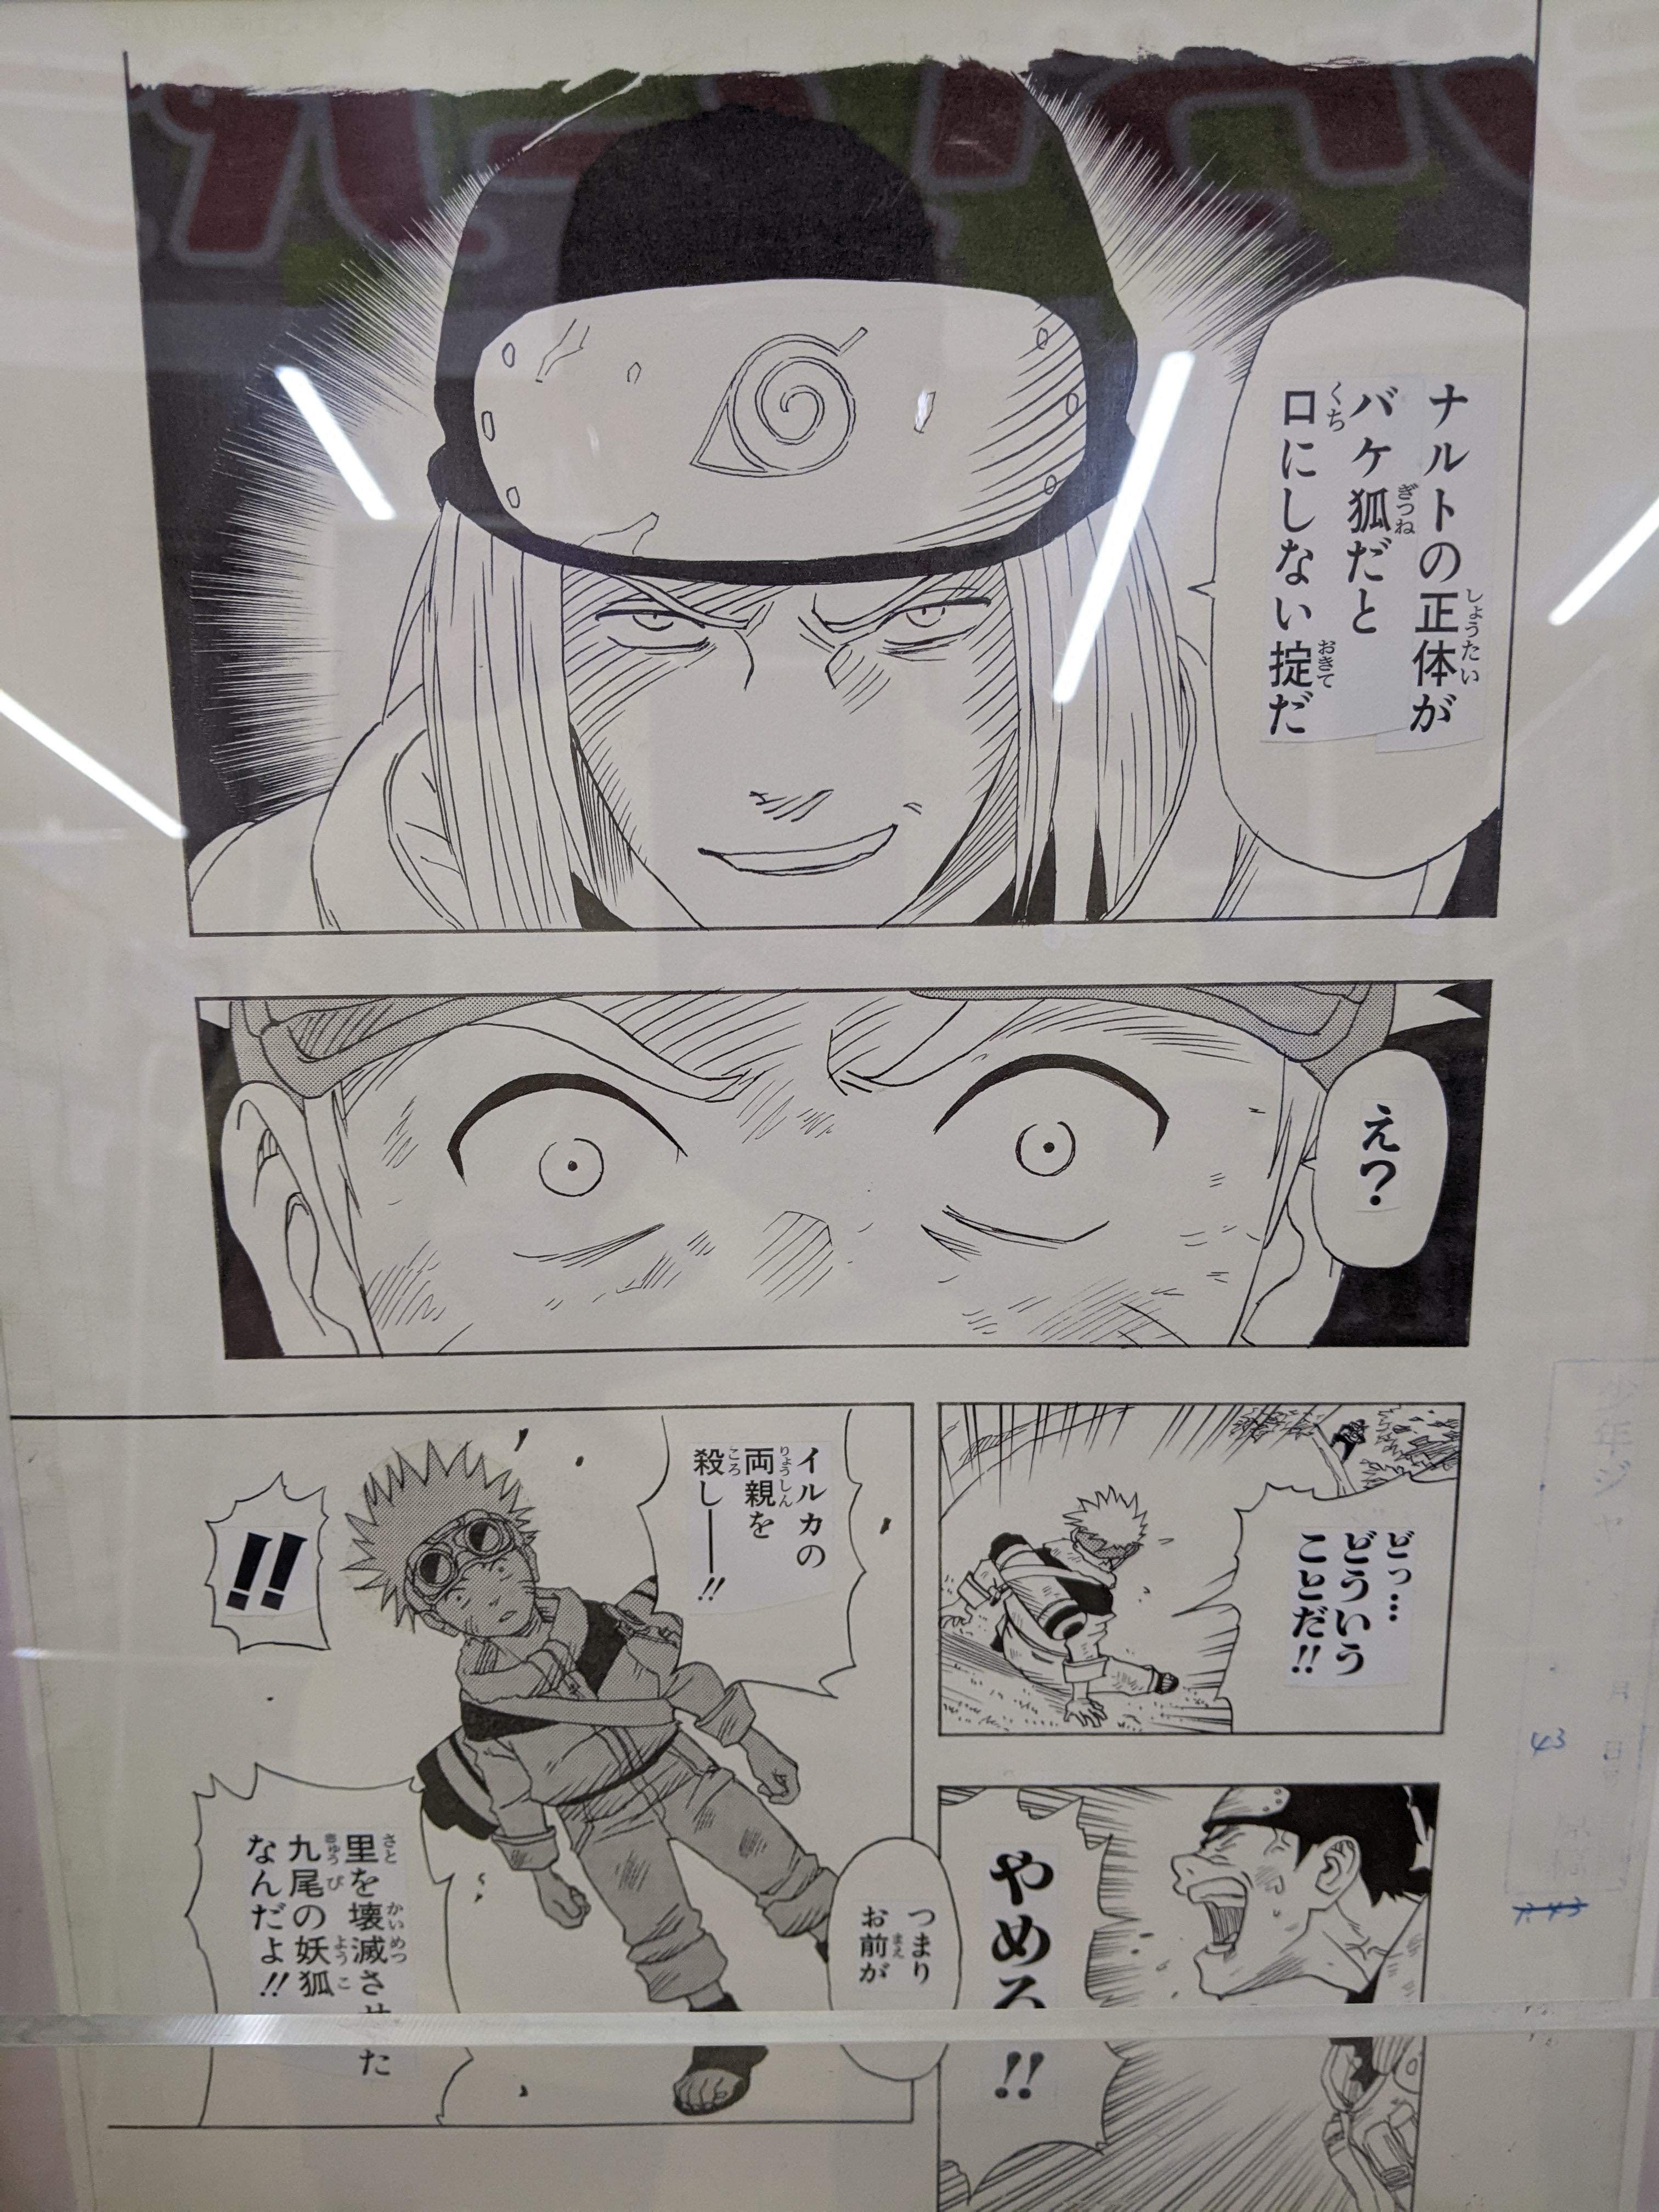 ナルトの正体が
バケ狐だと
口にしない掟だ
え?
どっ…
どういう
ことだ!!
やめろ!!
イルカの
両親を
殺し――!!
!!
つまり
お前が
里を壊滅させた
九尾の妖狐
なんだよ!!
43